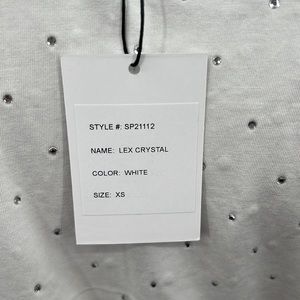 STYLE #: SP21112
NAME: LEX CRYSTAL
COLOR: WHITE
SIZE: XS